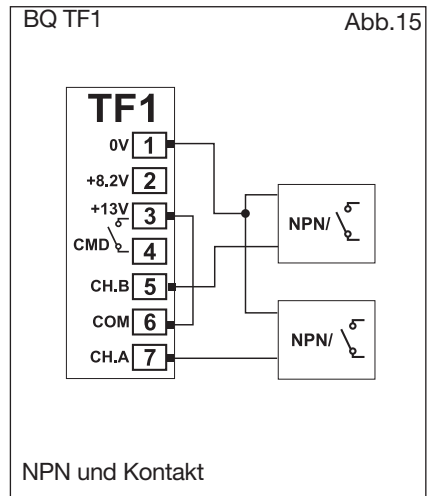 BQ TF1
Abb.15
TF1
0V 1
+8.2V 2
+13V 3
CMD 4
CH.B 5
COM 6
CH.A 7
NPN/
NPN/
NPN und Kontakt